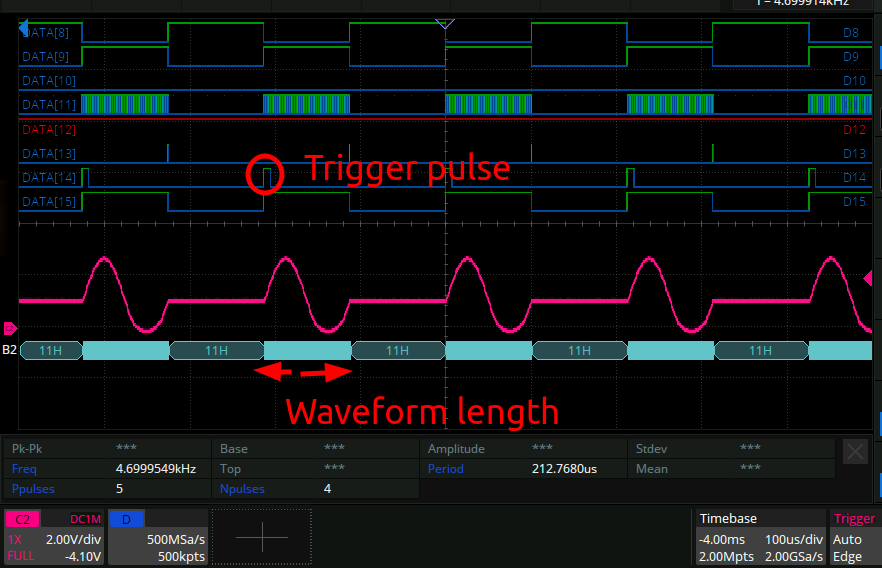 f = 4.699914kHz
DATA[8] D8
DATA[9] D9
DATA[10] D10
DATA[11]
DATA[12] D12
DATA[13] D13
DATA[14] Trigger pulse D14
DATA[15] D15
B2 11H 11H 11H 11H 11H
Waveform length
Pk-Pk *** Base *** Amplitude *** Stdev ***
Freq 4.6999549kHz Top *** Period 212.7680us Mean ***
Ppulses 5 Npulses 4
C2 DC1M D Timebase Trigger
1X 2.00V/div 500MSa/s -4.00ms 100us/div Auto
FULL -4.10V 500kpts 2.00Mpts 2.00GSa/s Edge